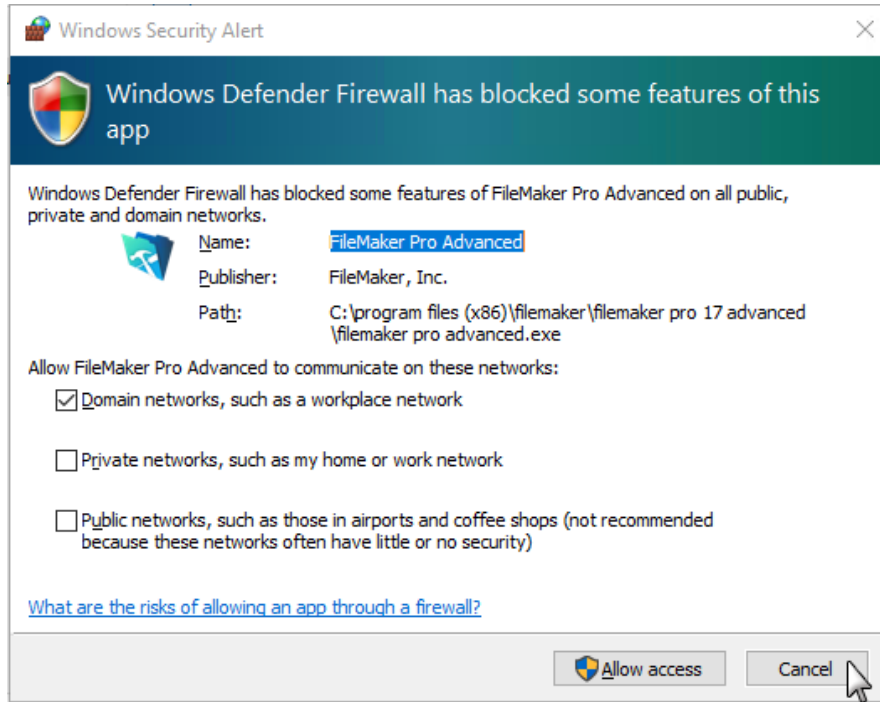 Windows Security Alert
Windows Defender Firewall has blocked some features of this
app
Windows Defender Firewall has blocked some features of FileMaker Pro Advanced on all public,
private and domain networks.
Name: FileMaker Pro Advanced
Publisher: FileMaker, Inc.
Path: C:\program files (x86)\filemaker\filemaker pro 17 advanced
\filemaker pro advanced.exe
Allow FileMaker Pro Advanced to communicate on these networks:
Domain networks, such as a workplace network
Private networks, such as my home or work network
Public networks, such as those in airports and coffee shops (not recommended
because these networks often have little or no security)
What are the risks of allowing an app through a firewall?
Allow access Cancel